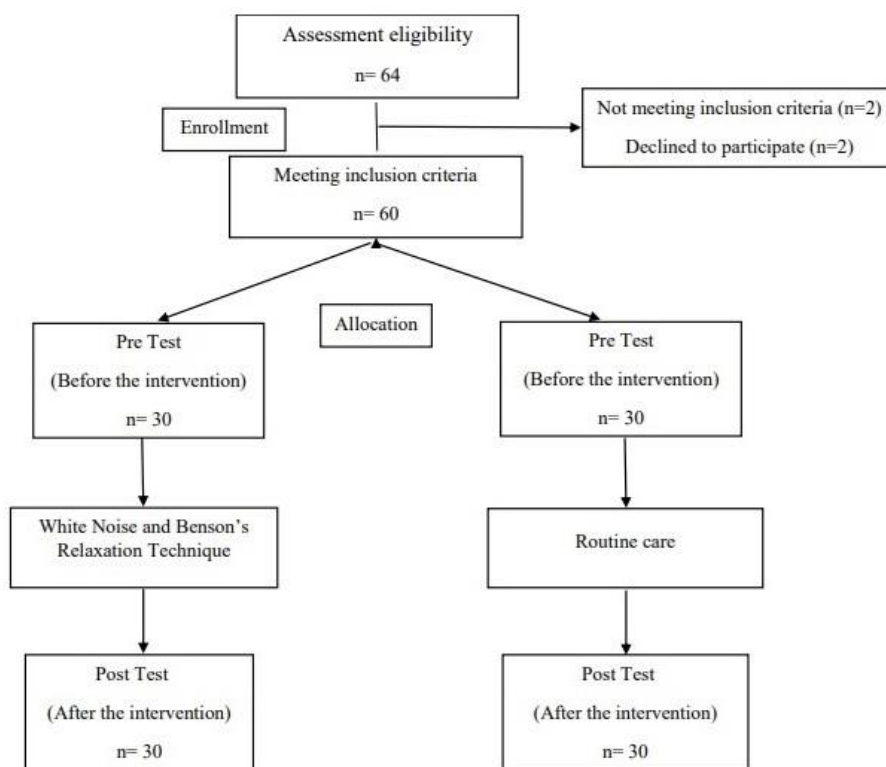 Assessment eligibility
n= 64
Enrollment
Not meeting inclusion criteria (n=2)
Declined to participate (n=2)
Meeting inclusion criteria
n= 60
Allocation
Pre Test
(Before the intervention)
n= 30
Pre Test
(Before the intervention)
n= 30
White Noise and Benson’s
Relaxation Technique
Routine care
Post Test
(After the intervention)
n= 30
Post Test
(After the intervention)
n= 30